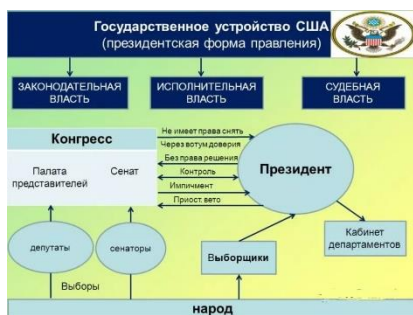 Государственное устройство США
(президентская форма правления)
ЗАКОНОДАТЕЛЬНАЯ
ВЛАСТЬ
ИСПОЛНИТЕЛЬНАЯ
ВЛАСТЬ
СУДЕБНАЯ
ВЛАСТЬ
Конгресс
Палата
представителей
Сенат
Не имеет права снять
Через вотум доверия
Без права решения
Контроль
Импичмент
Приост. вето
Президент
депутаты
сенаторы
Выборщики
Кабинет
департаментов
Выборы
народ